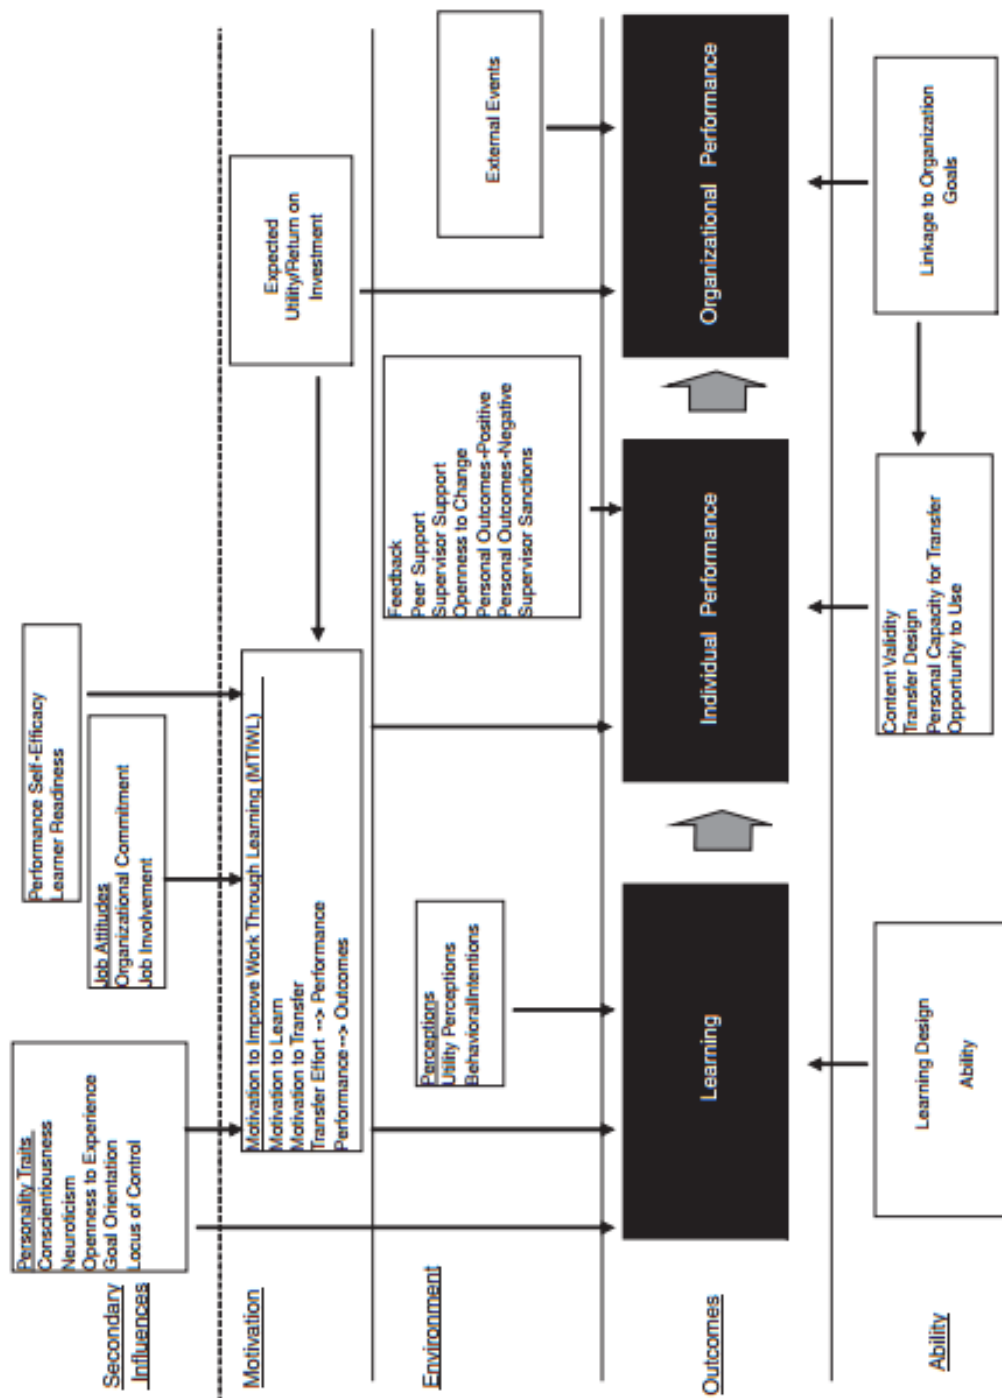 Secondary
Influences
Personality Traits
Conscientiousness
Neuroticism
Openness to Experience
Goal Orientation
Locus of Control
Job Attitudes
Organizational Commitment
Job Involvement
Performance Self-Efficacy
Learner Readiness
Motivation
Motivation to Improve Work Through Learning (MTIWL)
Motivation to Learn
Motivation to Transfer
Transfer Effort --> Performance
Performance --> Outcomes
Expected
Utility/Return on
Investment
Environment
Perceptions
Utility Perceptions
BehavioralIntentions
Feedback
Peer Support
Supervisor Support
Openness to Change
Personal Outcomes-Positive
Personal Outcomes-Negative
Supervisor Sanctions
External Events
Outcomes
Learning
Individual Performance
Organizational Performance
Ability
Learning Design
Ability
Content Validity
Transfer Design
Personal Capacity for Transfer
Opportunity to Use
Linkage to Organization
Goals